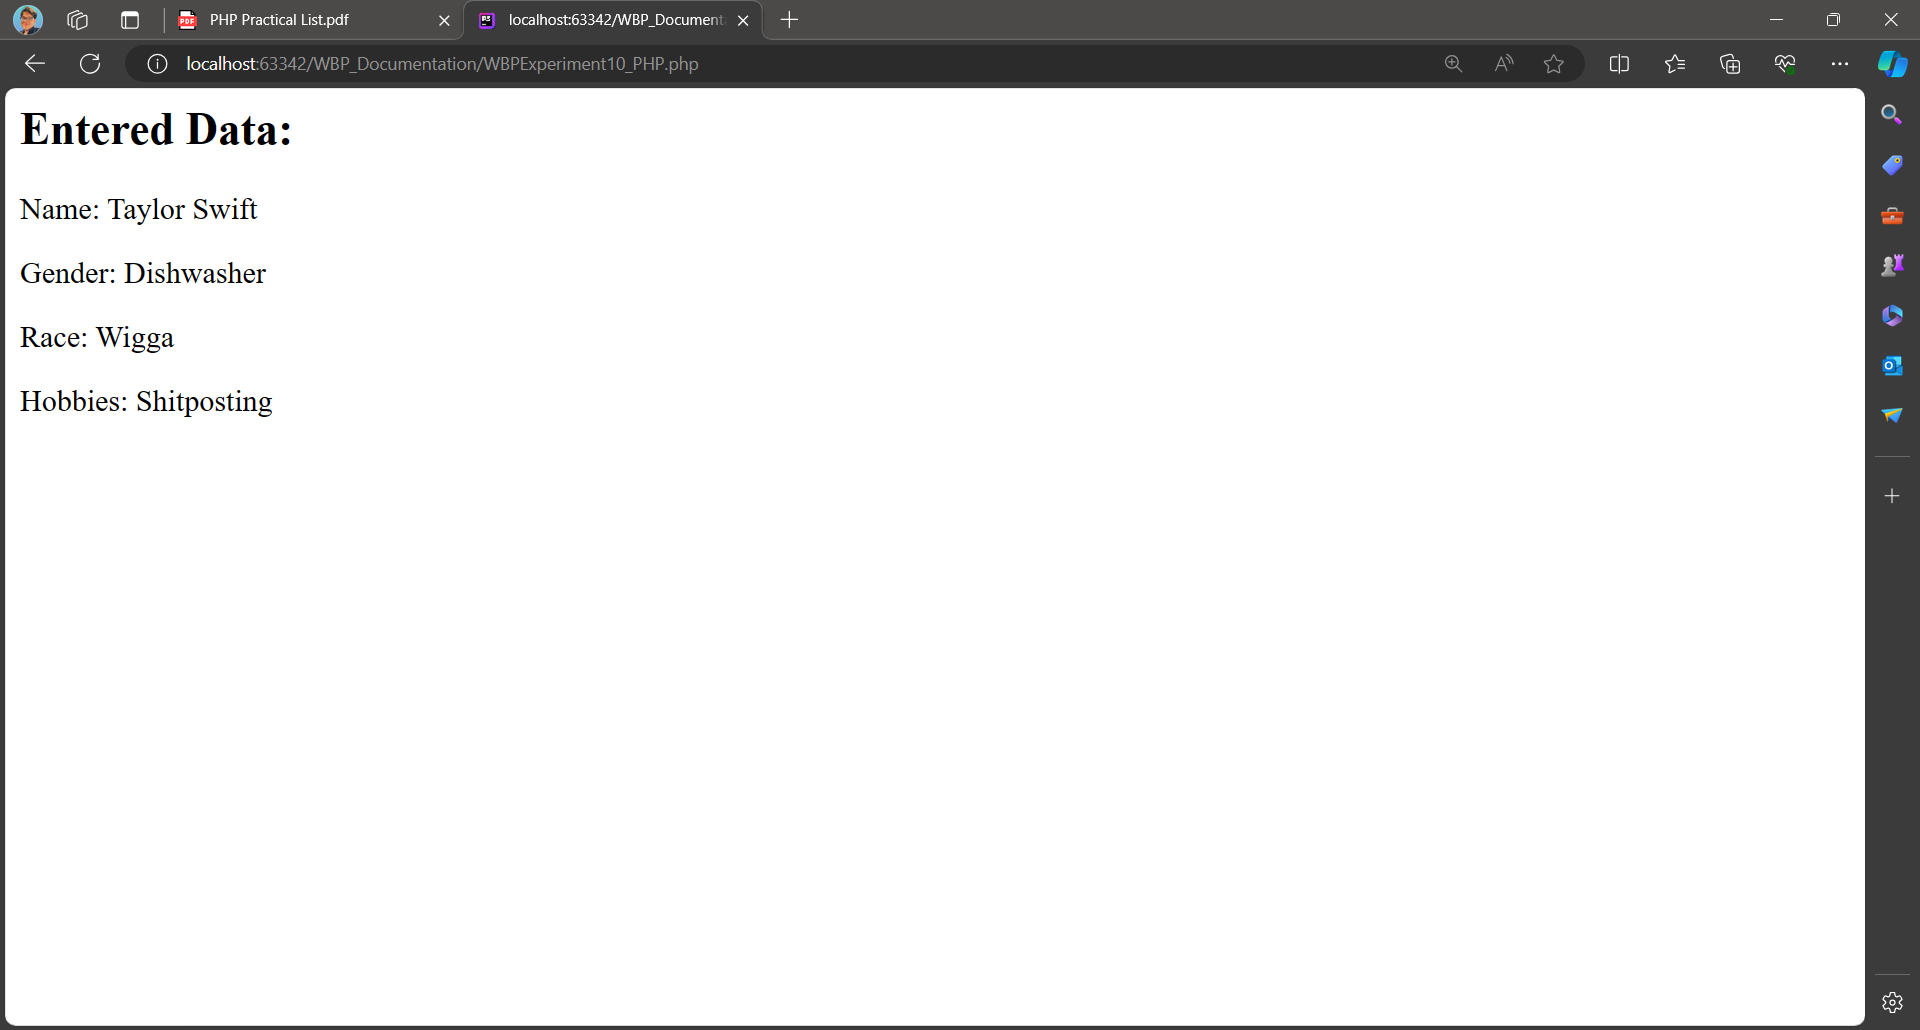 PHP Practical List.pdf
localhost:63342/WBP_Document
localhost:63342/WBP_Documentation/WBPExperiment10_PHP.php
Entered Data:
Name: Taylor Swift
Gender: Dishwasher
Race: Wigga
Hobbies: Shitposting